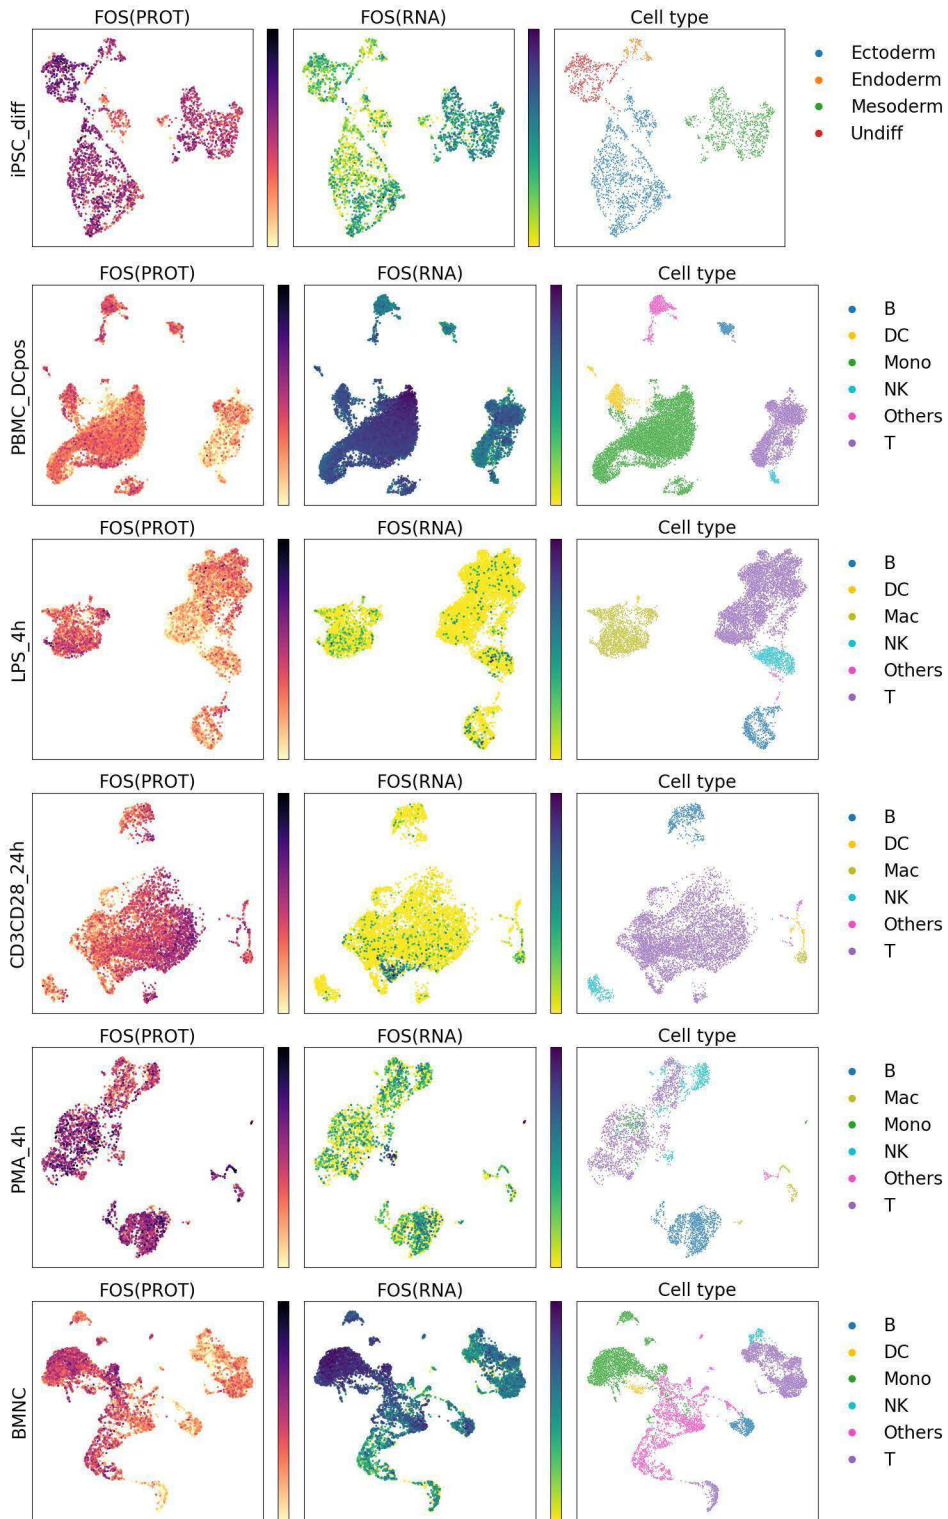 FOS(PROT) FOS(RNA) Cell type
iPSC_diff
Ectoderm
Endoderm
Mesoderm
Undiff
FOS(PROT) FOS(RNA) Cell type
PBMC_DCpos
B
DC
Mono
NK
Others
T
FOS(PROT) FOS(RNA) Cell type
LPS_4h
B
DC
Mac
NK
Others
T
FOS(PROT) FOS(RNA) Cell type
CD3CD28_24h
B
DC
Mac
NK
Others
T
FOS(PROT) FOS(RNA) Cell type
PMA_4h
B
Mac
Mono
NK
Others
T
FOS(PROT) FOS(RNA) Cell type
BMNC
B
DC
Mono
NK
Others
T